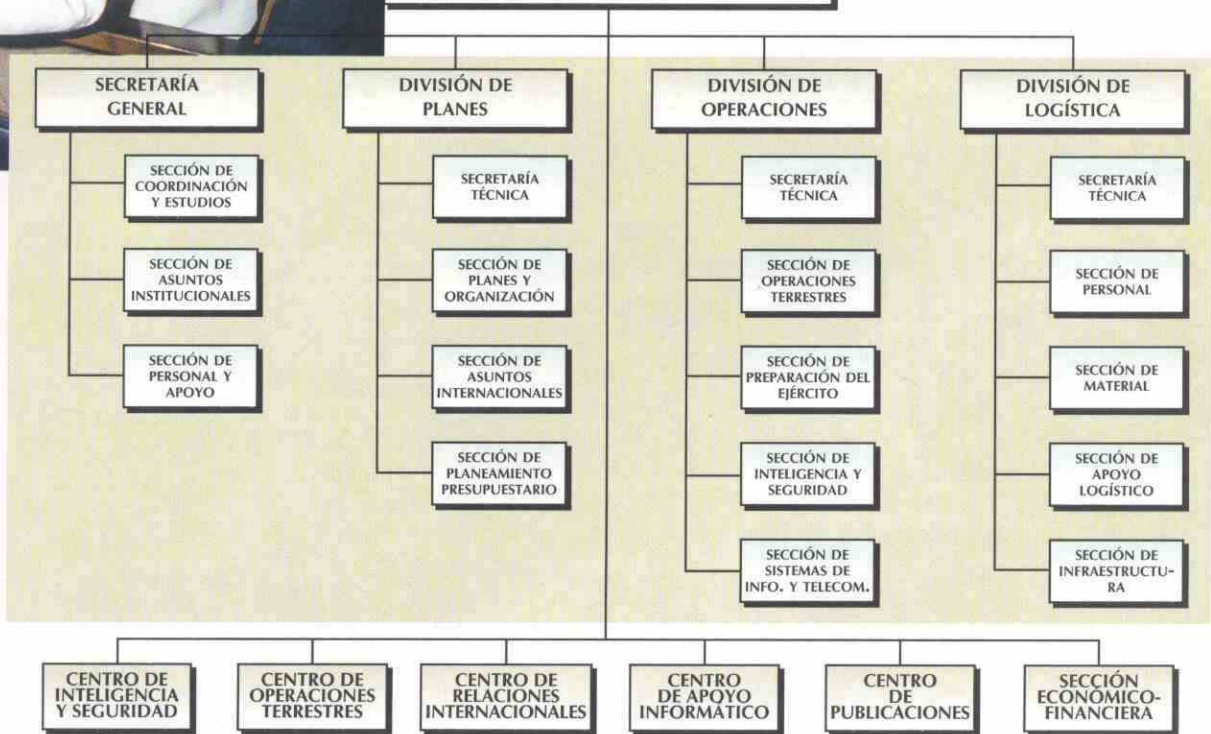 SECRETARÍA
GENERAL
SECCIÓN DE
COORDINACIÓN
Y ESTUDIOS
SECCIÓN DE
ASUNTOS
INSTITUCIONALES
SECCIÓN DE
PERSONAL Y
APOYO
DIVISIÓN DE
PLANES
SECRETARÍA
TÉCNICA
SECCIÓN DE
PLANES Y
ORGANIZACIÓN
SECCIÓN DE
ASUNTOS
INTERNACIONALES
SECCIÓN DE
PLANEAMIENTO
PRESUPUESTARIO
DIVISIÓN DE
OPERACIONES
SECRETARÍA
TÉCNICA
SECCIÓN DE
OPERACIONES
TERRESTRES
SECCIÓN DE
PREPARACIÓN DEL
EJÉRCITO
SECCIÓN DE
INTELIGENCIA Y
SEGURIDAD
SECCIÓN DE
SISTEMAS DE
INFO. Y TELECOM.
DIVISIÓN DE
LOGÍSTICA
SECRETARÍA
TÉCNICA
SECCIÓN DE
PERSONAL
SECCIÓN DE
MATERIAL
SECCIÓN DE
APOYO
LOGÍSTICO
SECCIÓN DE
INFRAESTRUCTU-
RA
CENTRO DE
INTELIGENCIA
Y SEGURIDAD
CENTRO DE
OPERACIONES
TERRESTRES
CENTRO DE
RELACIONES
INTERNACIONALES
CENTRO
DE APOYO
INFORMÁTICO
CENTRO
DE
PUBLICACIONES
SECCIÓN
ECONÓMICO-
FINANCIERA